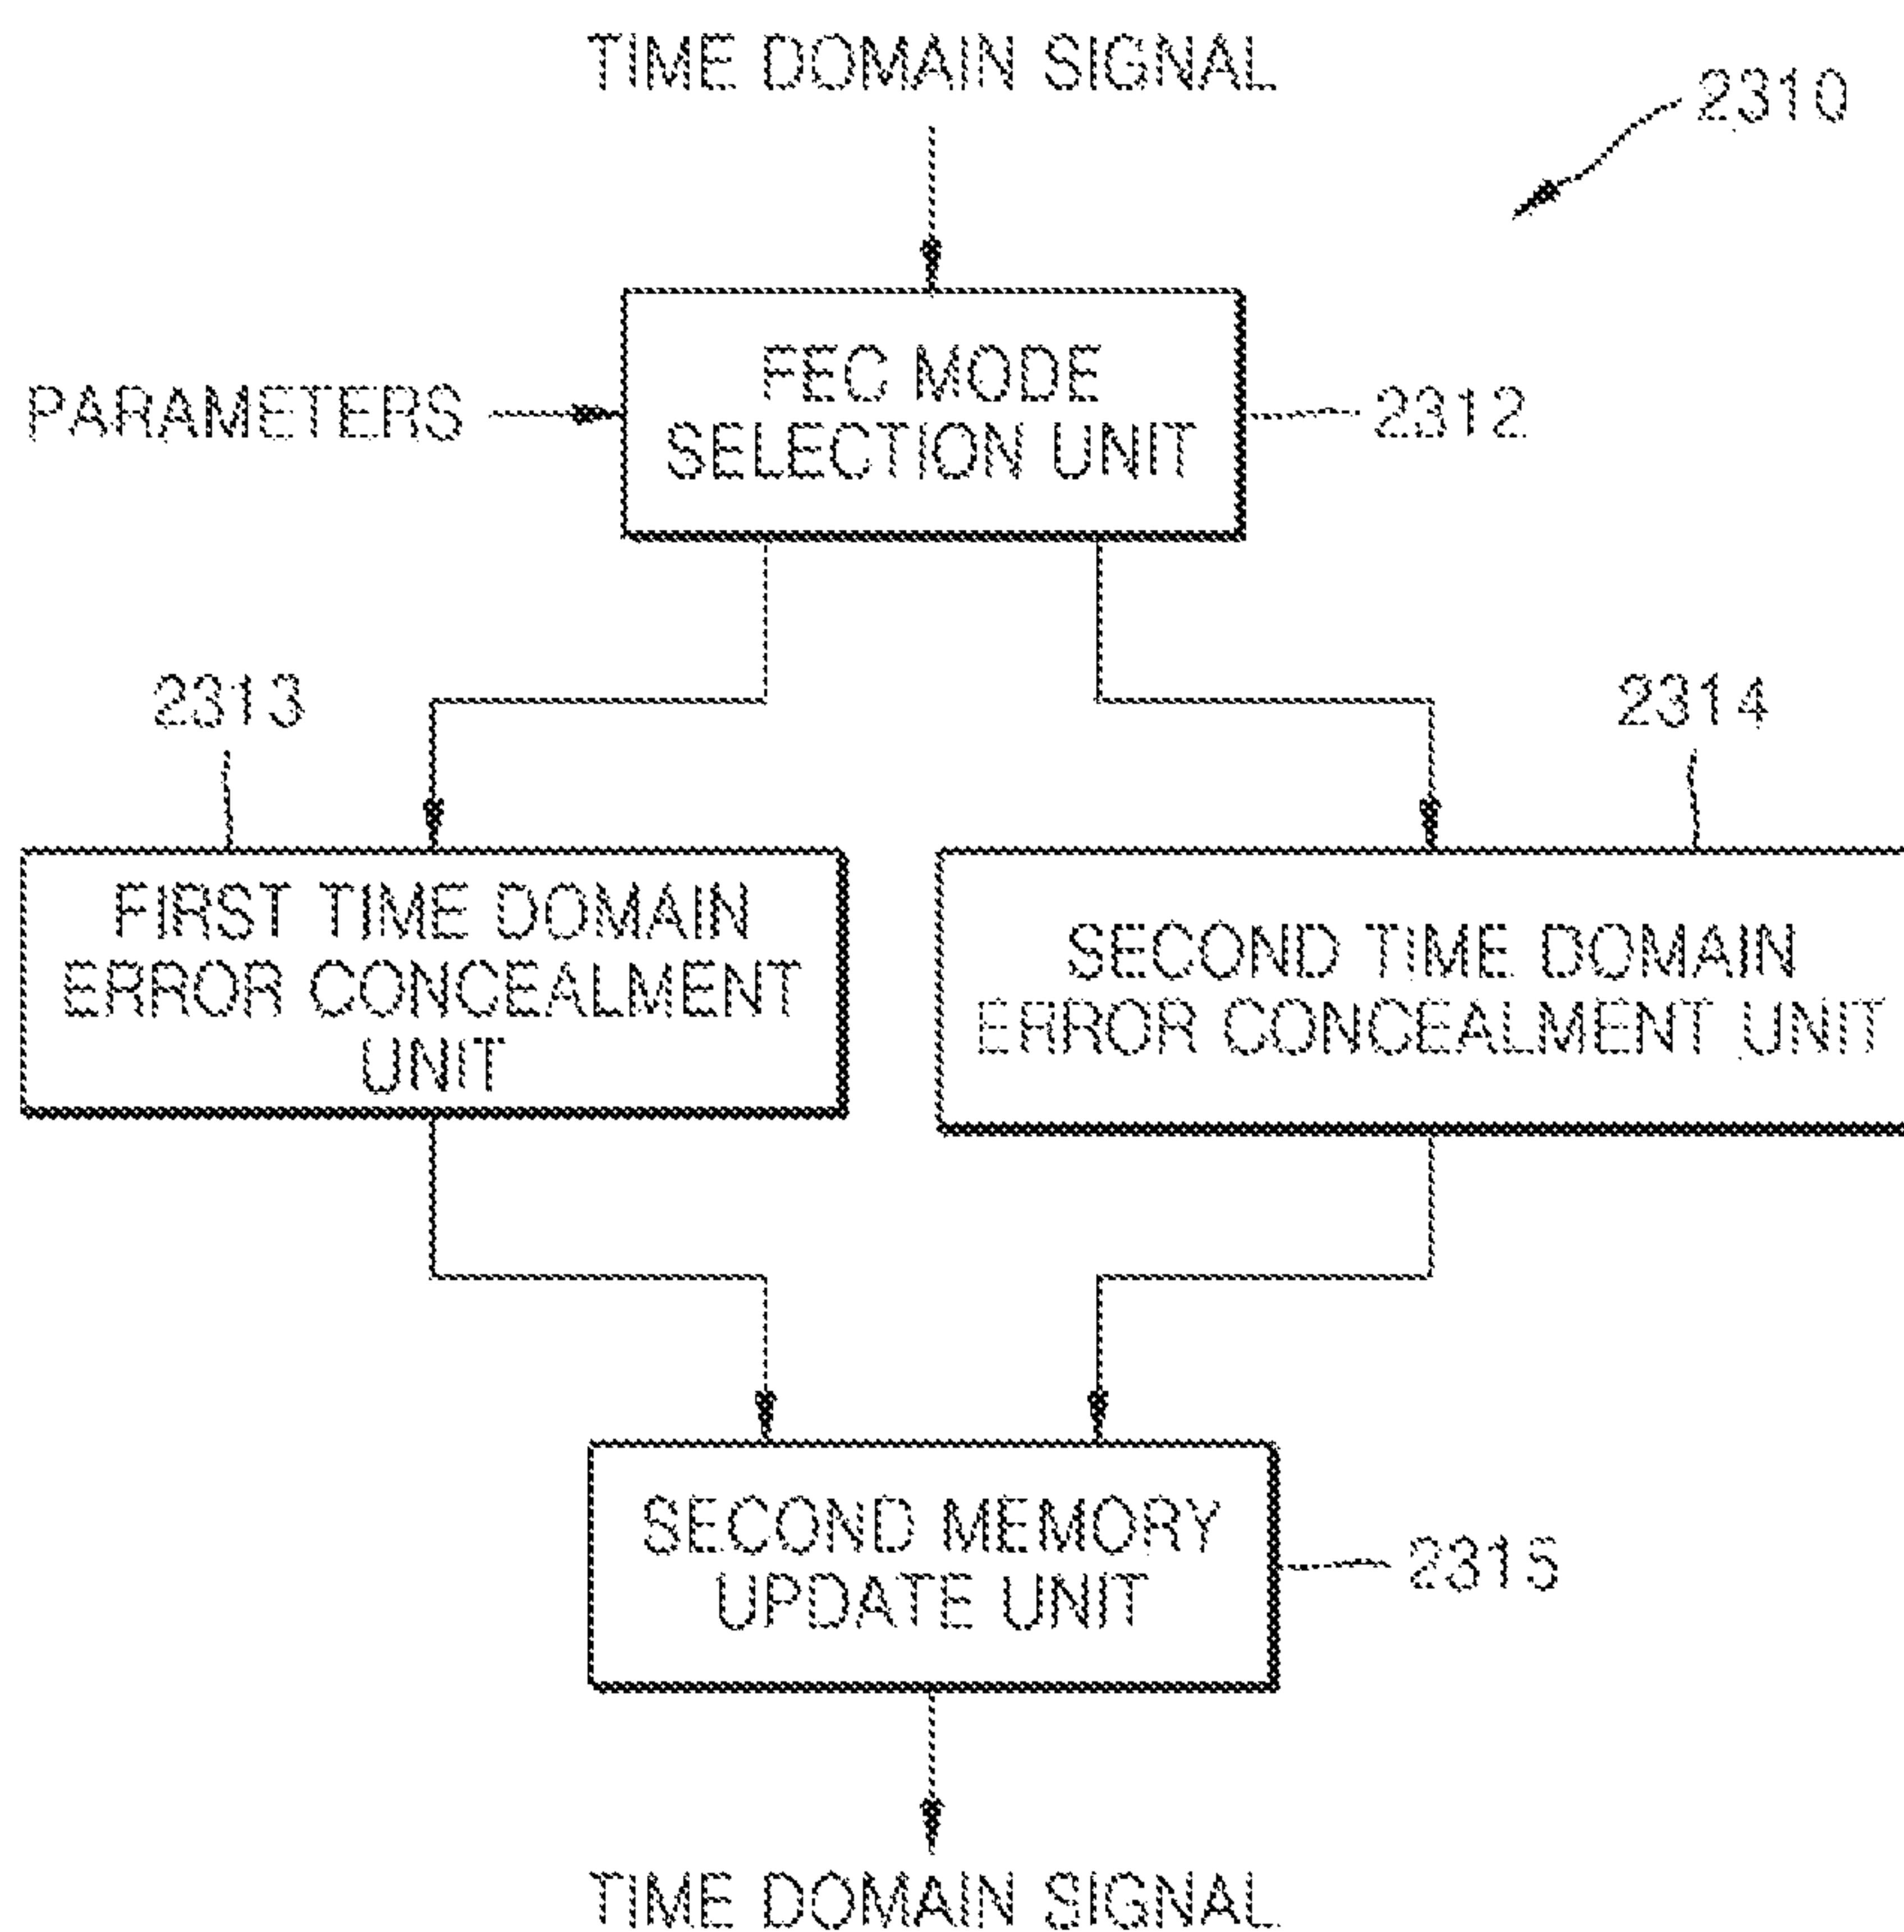 TIME DOMAIN SIGNAL
2310
FEC MODE
SELECTION UNIT
PARAMETERS
2312
2313
2314
FIRST TIME DOMAIN
ERROR CONCEALMENT
UNIT
SECOND TIME DOMAIN
ERROR CONCEALMENT UNIT
SECOND MEMORY
UPDATE UNIT
2315
TIME DOMAIN SIGNAL